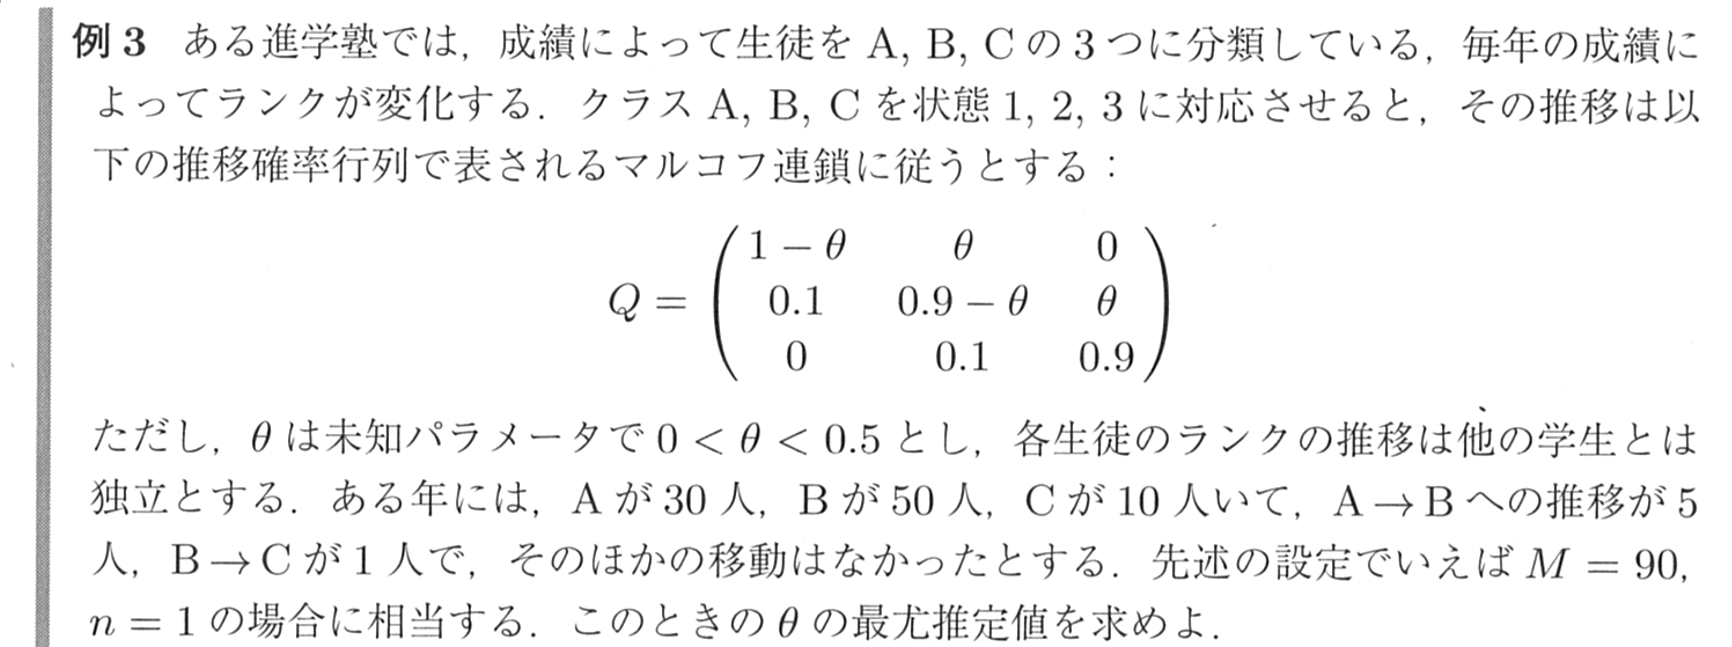 例 3 ある進学塾では，成績によって生徒を A, B, C の 3 つに分類している，毎年の成績に
よってランクが変化する．クラス A, B, C を状態 1, 2, 3 に対応させると，その推移は以
下の推移確率行列で表されるマルコフ連鎖に従うとする：
Q = ( 1 − θ θ 0
0.1 0.9 − θ θ
0 0.1 0.9 )
ただし，θ は未知パラメータで 0 < θ < 0.5 とし，各生徒のランクの推移は他の学生とは
独立とする．ある年には，A が 30 人，B が 50 人，C が 10 人いて，A → B への推移が 5
人，B → C が 1 人で，そのほかの移動はなかったとする．先述の設定でいえば M = 90,
n = 1 の場合に相当する．このときの θ の最尤推定値を求めよ．